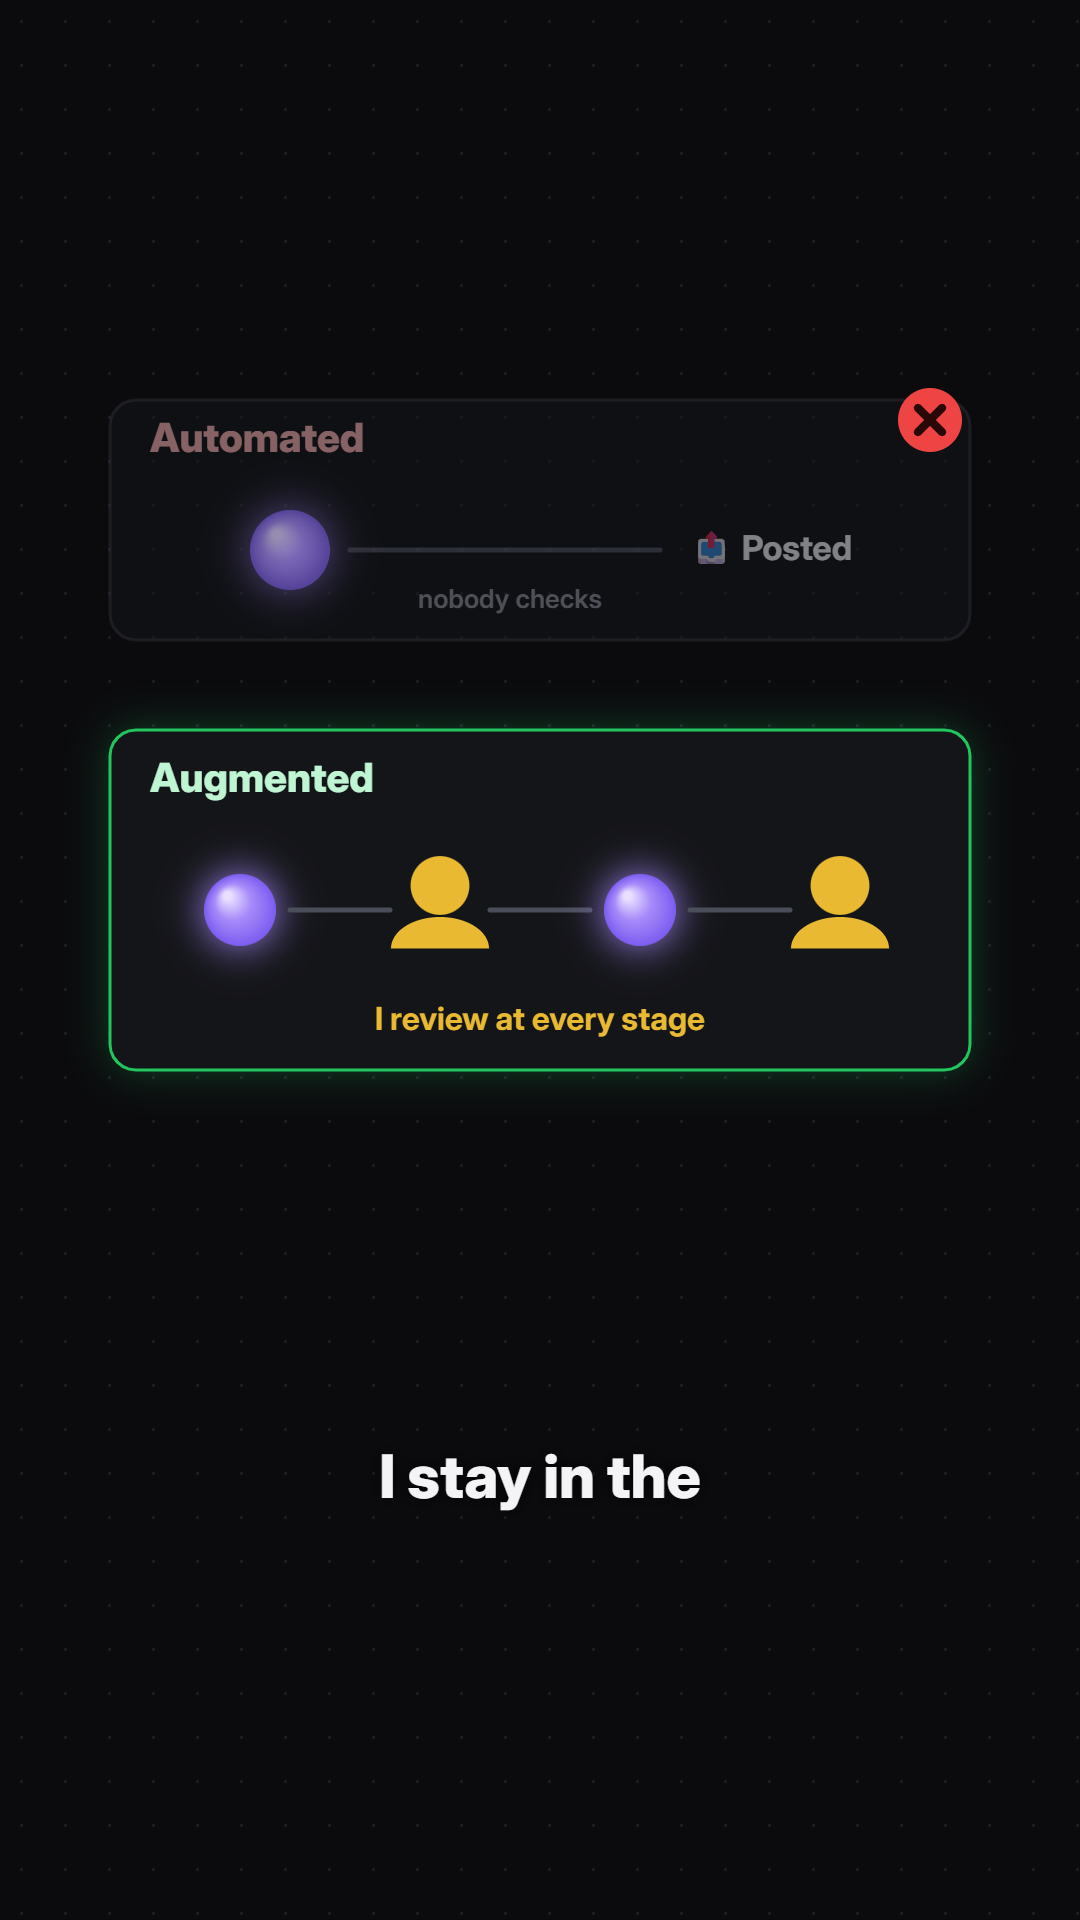 Automated
Posted
nobody checks
Augmented
I review at every stage
I stay in the